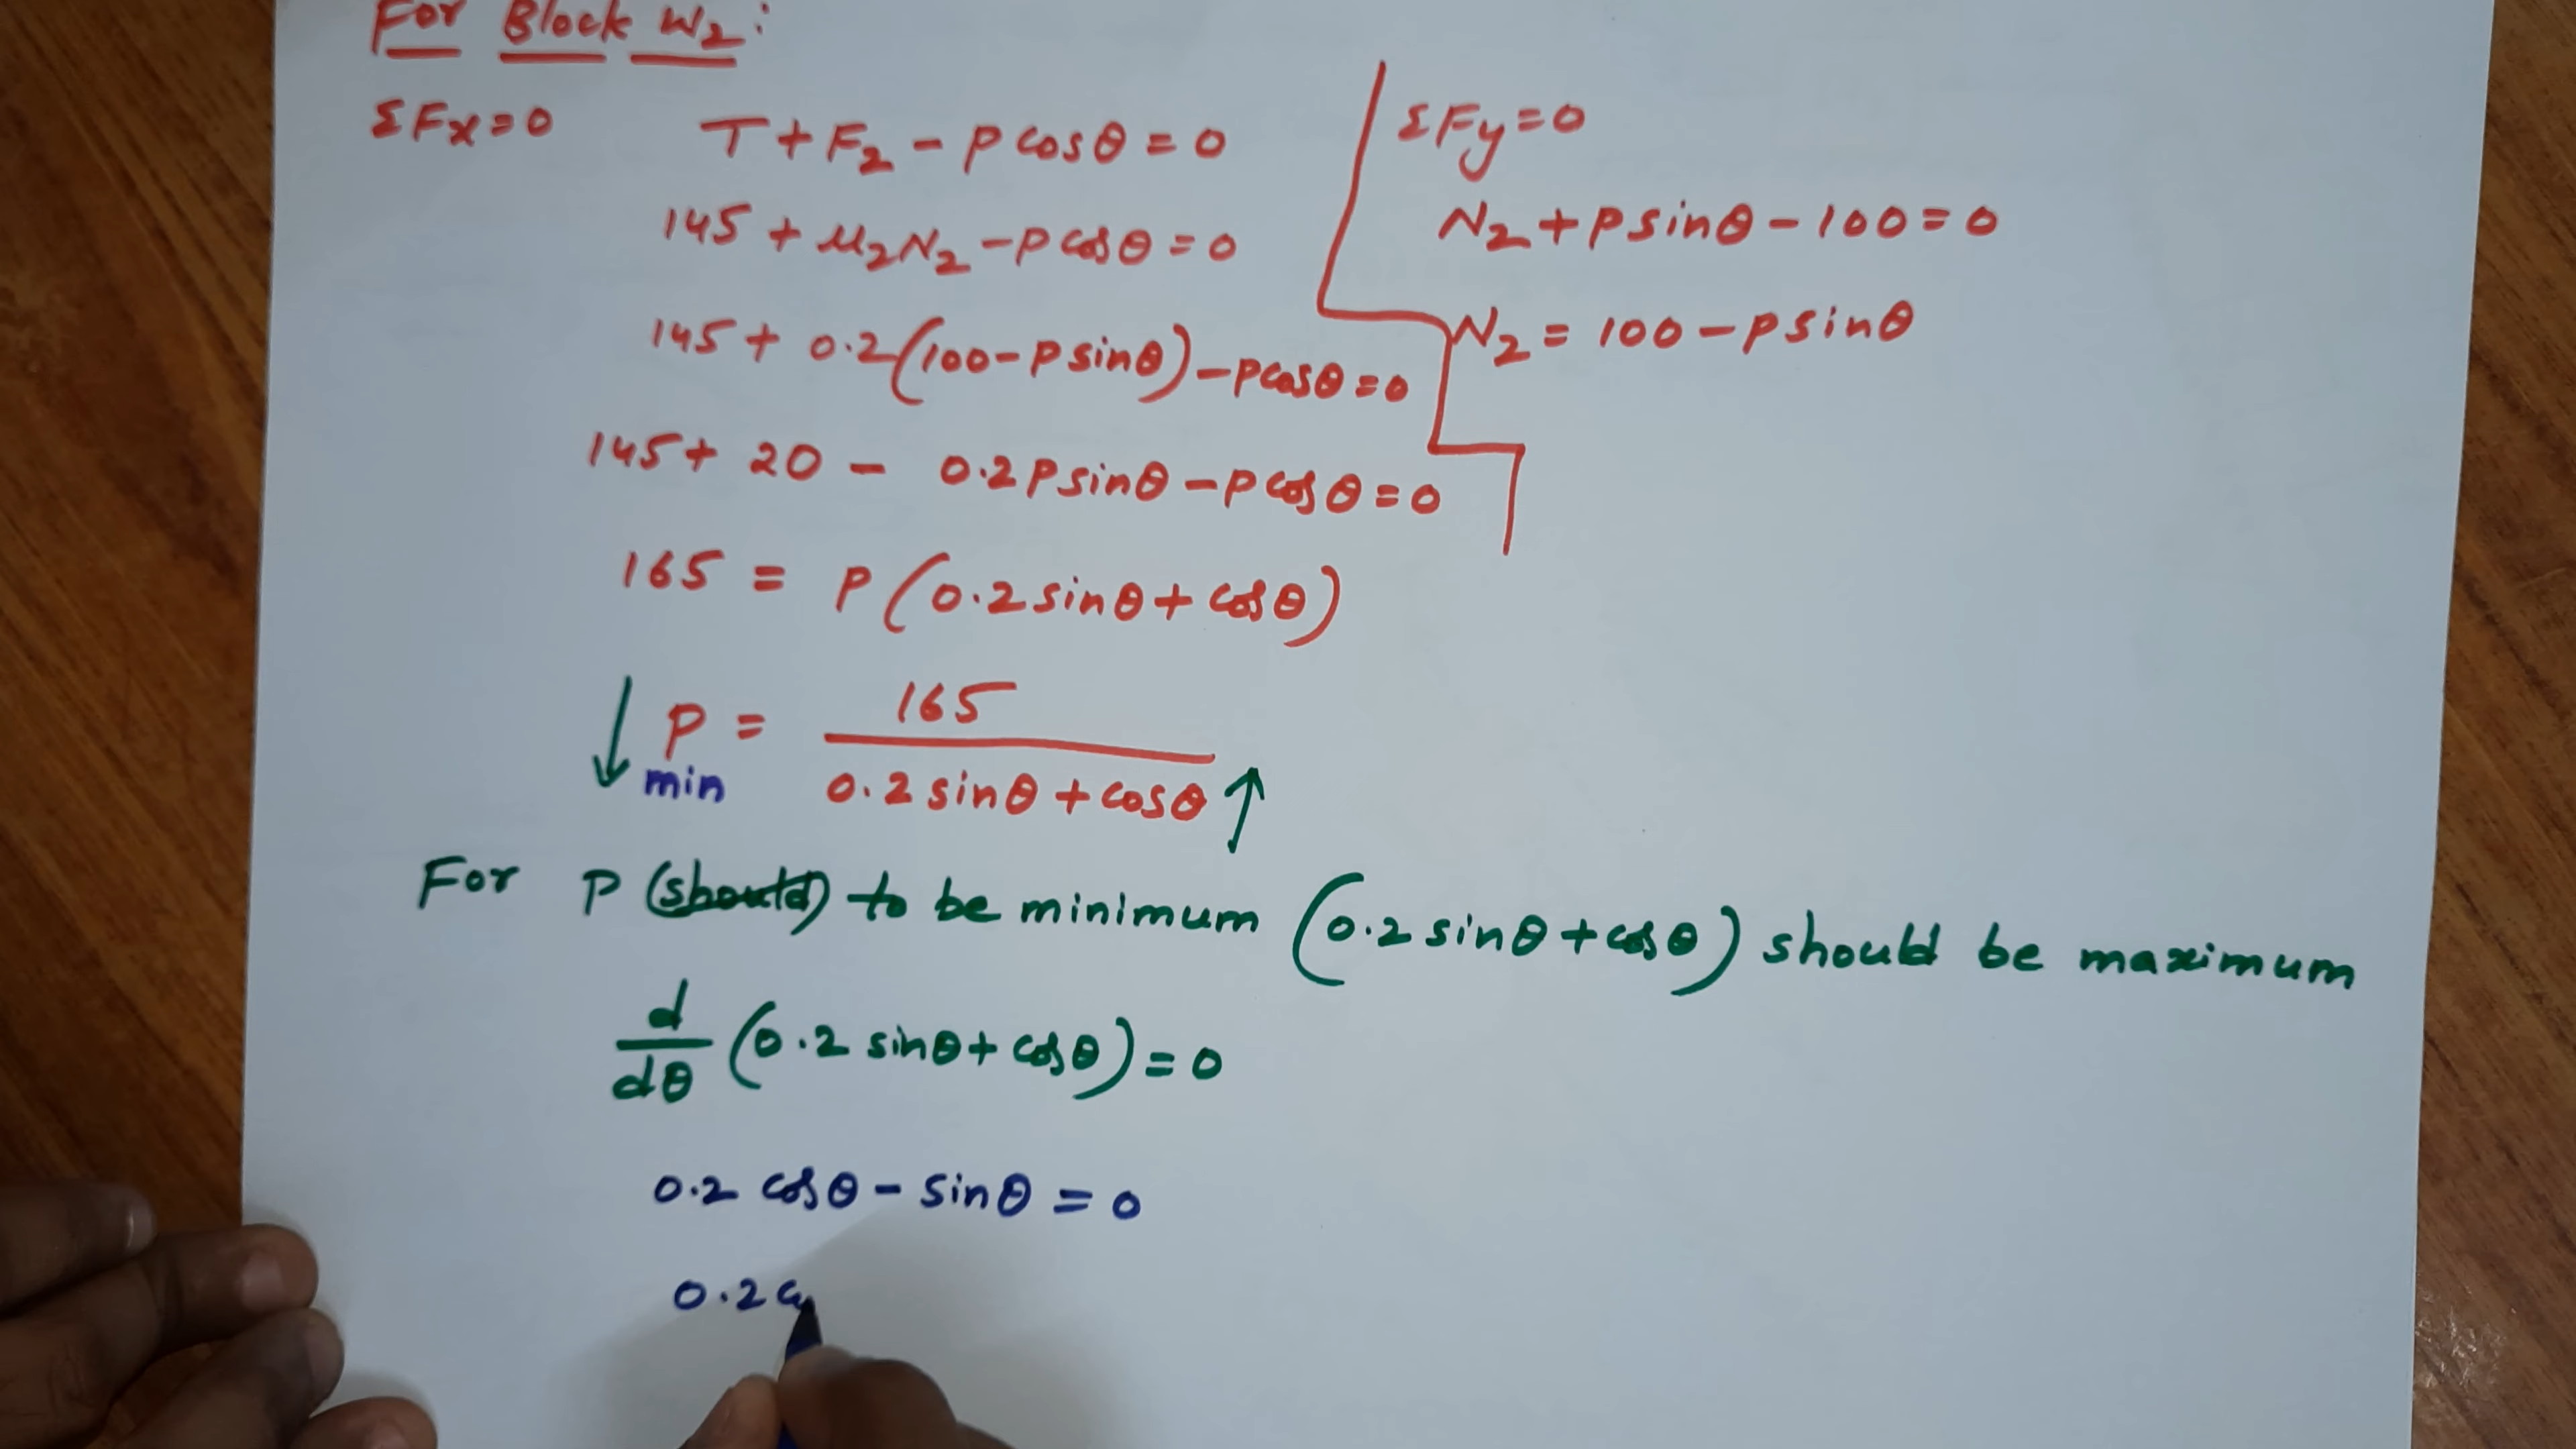 For Block W₂:
ΣFx=0
T + F₂ - P cosθ = 0
145 + μ₂N₂ - P cosθ = 0
145 + 0.2(100 - P sinθ) - P cosθ = 0
145 + 20 - 0.2 P sinθ - P cosθ = 0
165 = P(0.2 sinθ + cosθ)
↓ P min = 165 / 0.2 sinθ + cosθ ↑
ΣFy=0
N₂ + P sinθ - 100 = 0
N₂ = 100 - P sinθ
For P (should) to be minimum (0.2 sinθ + cosθ) should be maximum
d/dθ (0.2 sinθ + cosθ) = 0
0.2 cosθ - sinθ = 0
0.2